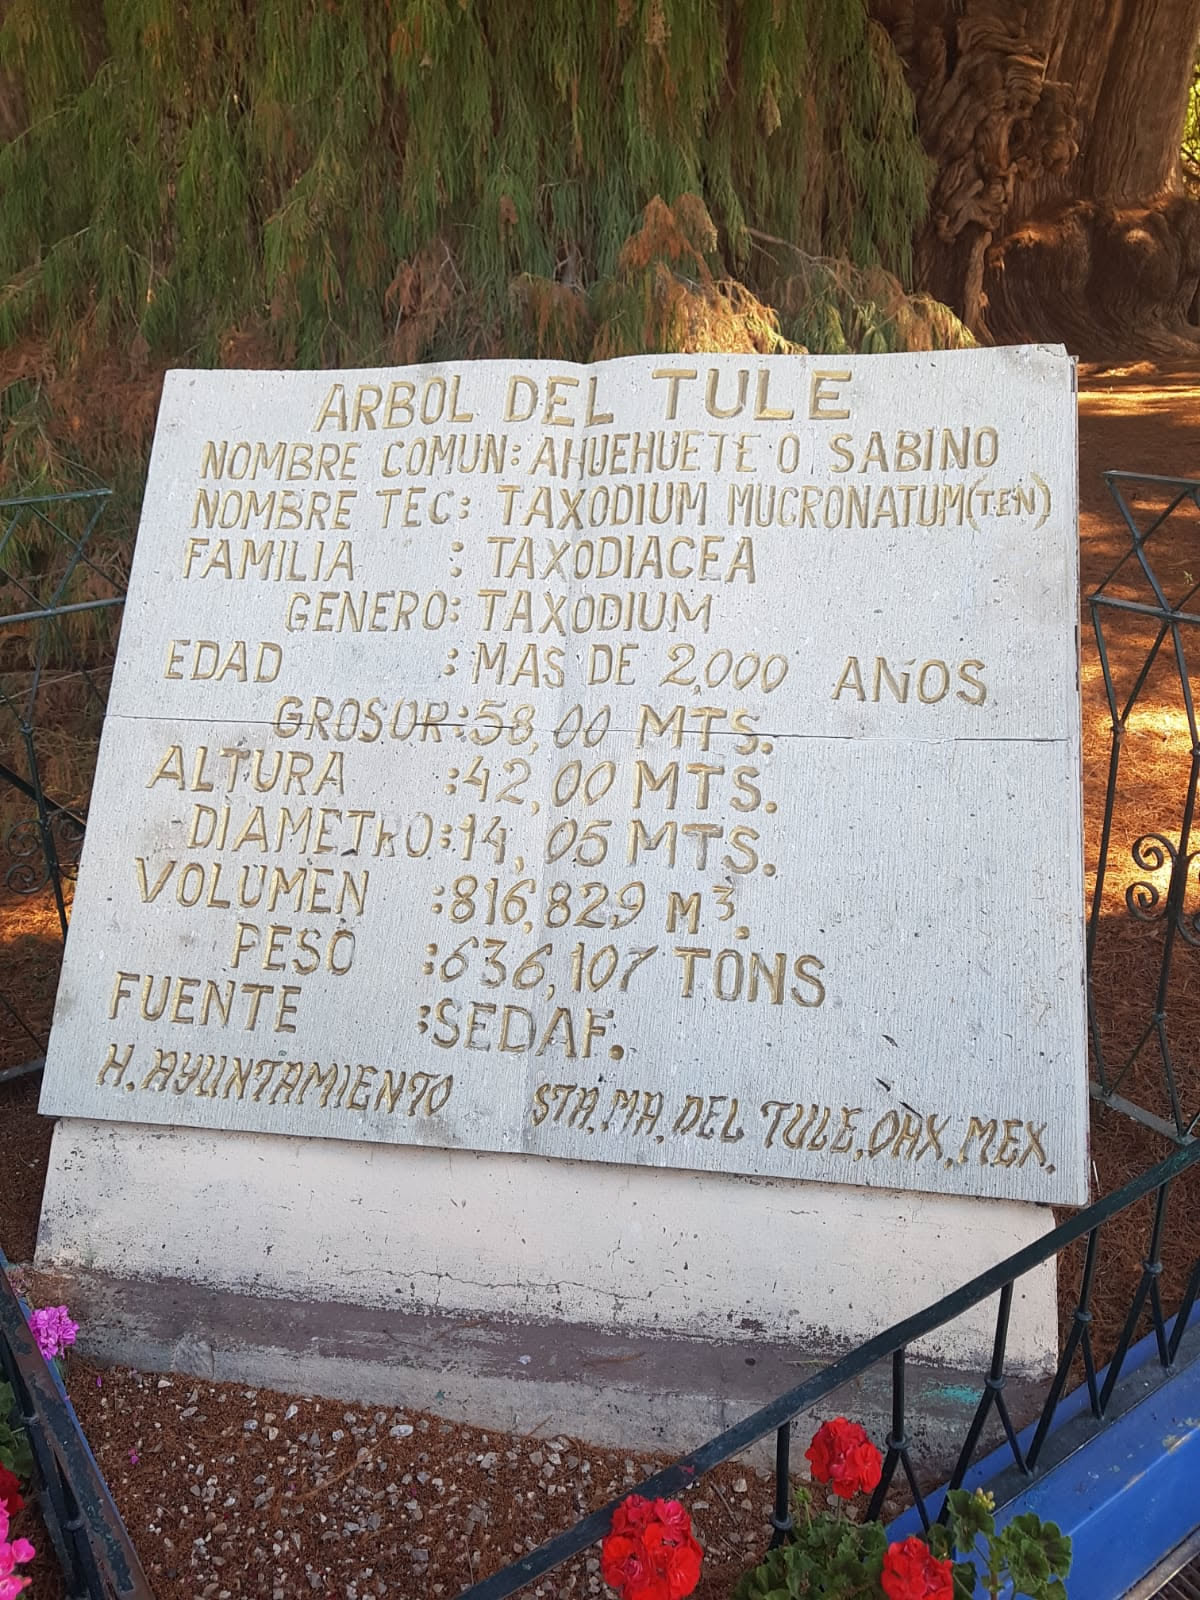 ARBOL DEL TULE
NOMBRE COMUN: AHUEHUETE O SABINO
NOMBRE TEC: TAXODIUM MUCRONATUM (TEN)
FAMILIA : TAXODIACEA
GENERO: TAXODIUM
EDAD : MAS DE 2,000 AÑOS
GROSOR: 58,00 MTS.
ALTURA : 42,00 MTS.
DIAMETRO: 14,05 MTS.
VOLUMEN : 816,829 M³.
PESO : 636,107 TONS
FUENTE : SEDAF.
H. AYUNTAMIENTO STA. MA. DEL TULE, OAX, MEX.